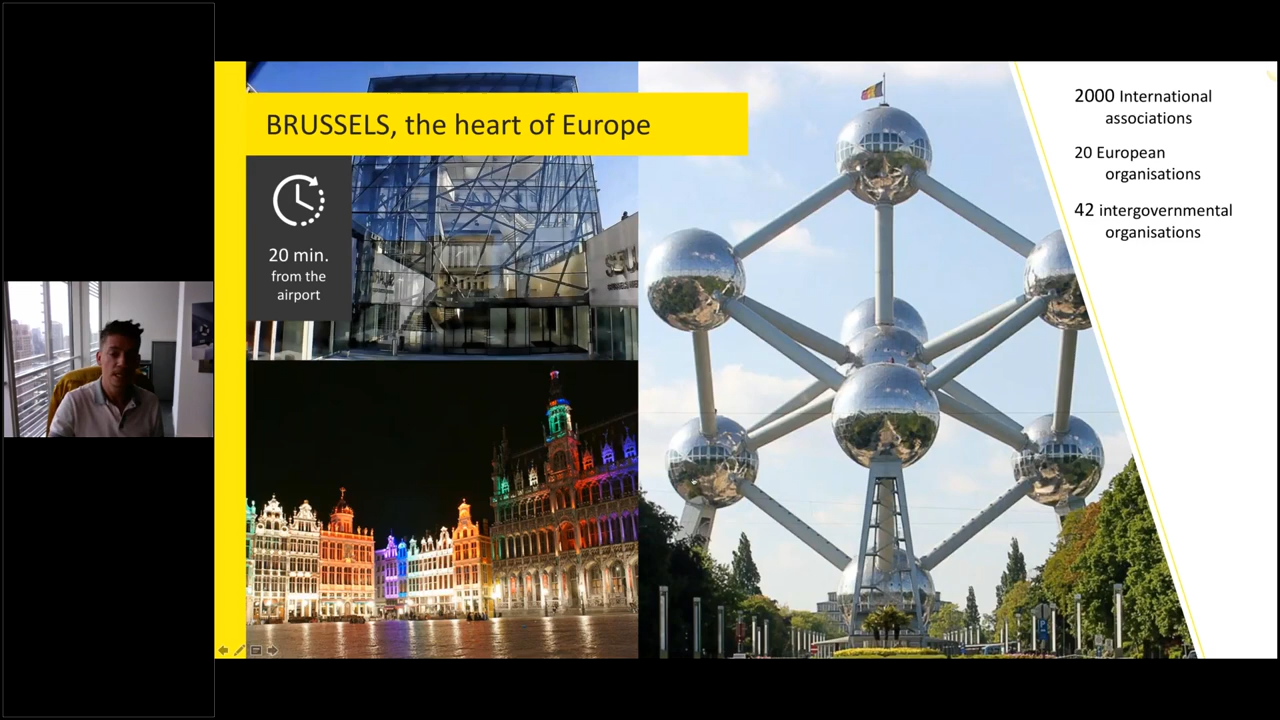 BRUSSELS, the heart of Europe
20 min.
from the
airport
2000 International
associations
20 European
organisations
42 intergovernmental
organisations
P